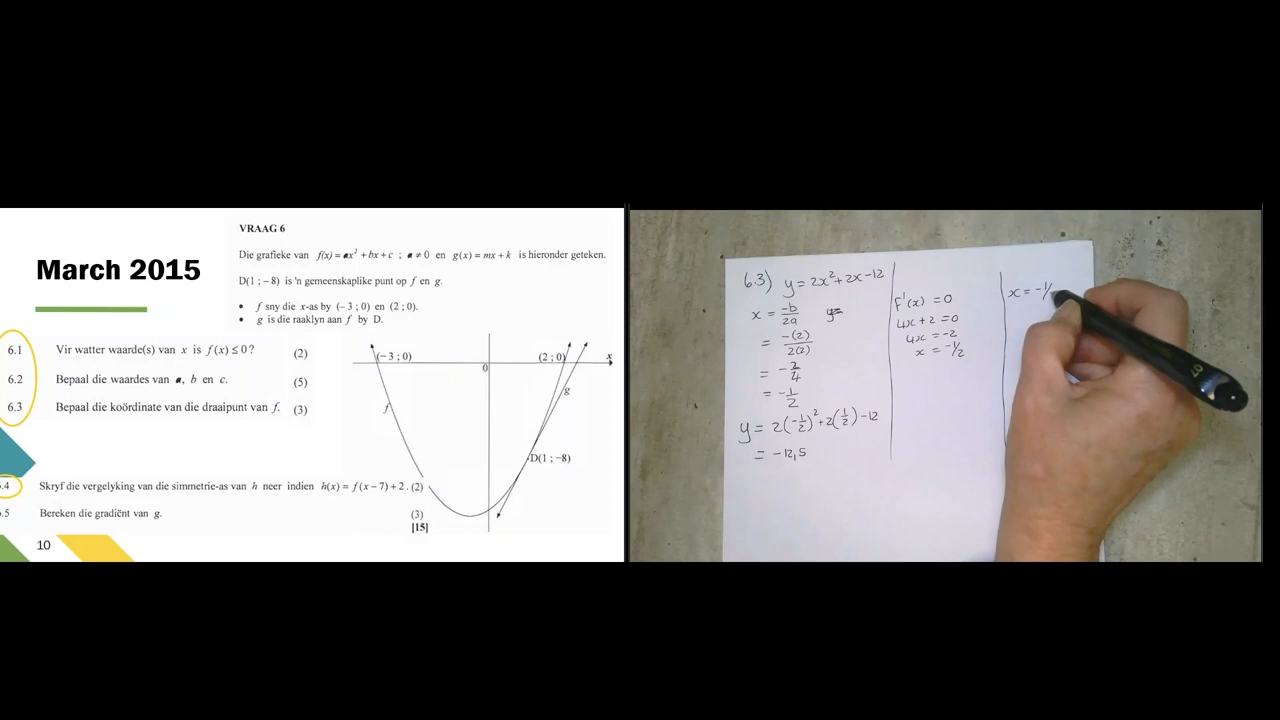 March 2015
VRAAG 6
Die grafieke van f(x) = ax² + bx + c ; a ≠ 0 en g(x) = mx + k is hieronder geteken.
D(1 ; −8) is 'n gemeenskaplike punt op f en g.
• f sny die x-as by (−3 ; 0) en (2 ; 0).
• g is die raaklyn aan f by D.
6.1 Vir watter waarde(s) van x is f(x) ≤ 0? (2)
6.2 Bepaal die waardes van a, b en c. (5)
6.3 Bepaal die koördinate van die draaipunt van f. (3)
(−3 ; 0)
(2 ; 0)
x
0
g
f
D(1 ; −8)
6.4 Skryf die vergelyking van die simmetrie-as van h neer indien h(x) = f(x − 7) + 2. (2)
6.5 Bereken die gradiënt van g. (3)
[15]
10
6.3) y = 2x² + 2x − 12
x = −b/2a
y=
= −(2)/2(2)
= −2/4
= −1/2
y = 2(−1/2)² + 2(1/2) − 12
= −12,5
F'(x) = 0
4x + 2 = 0
4x = −2
x = −1/2
x = −1/